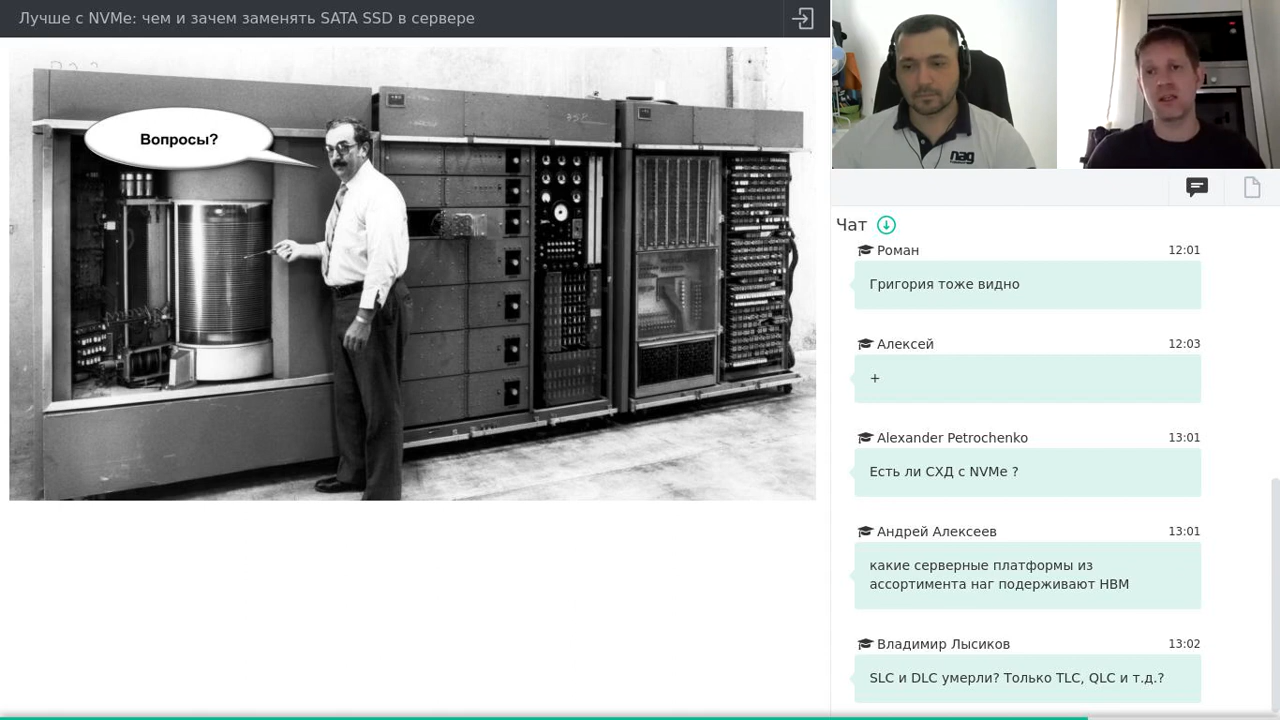 Лучше с NVMe: чем и зачем заменять SATA SSD в сервере
Вопросы?
nag
Чат
Роман 12:01
Григория тоже видно
Алексей 12:03
+
Alexander Petrochenko 13:01
Есть ли СХД с NVMe ?
Андрей Алексеев 13:01
какие серверные платформы из
ассортимента наг подерживают НВМ
Владимир Лысиков 13:02
SLC и DLC умерли? Только TLC, QLC и т.д.?